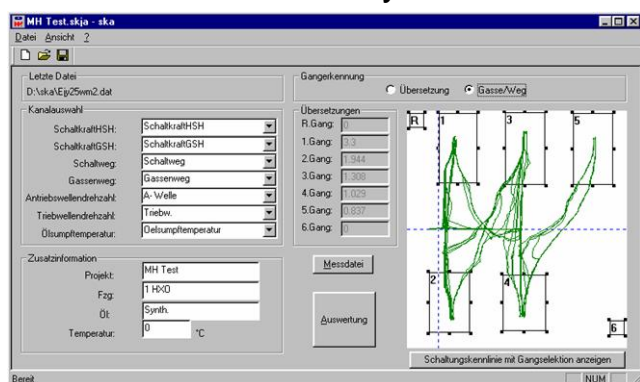 MH Test.skja - ska
Datei Ansicht ?
Letzte Datei
D:\ska\Ejy25wm2.dat
Gangerkennung
Übersetzung Gasse/Weg
Kanalauswahl
SchaltkraftHSH: SchaltkraftHSH
SchaltkraftGSH: SchaltkraftGSH
Schaltweg: Schaltweg
Gassenweg: Gassenweg
Antriebswellendrehzahl: A- Welle
Triebwellendrehzahl: Triebw.
Ölsumpftemperatur: Oelsumpftemperatur
Übersetzungen
R.Gang: 0
1.Gang: 3.3
2.Gang: 1.944
3.Gang: 1.308
4.Gang: 1.029
5.Gang: 0.837
6.Gang: 0
R 1 3 5
2 4 6
Zusatzinformation
Projekt: MH Test
Fzg: 1 HX0
Öl: Synth.
Temperatur: 0 °C
Messdatei
Auswertung
Schaltungskennlinie mit Gangselektion anzeigen
Bereit NUM